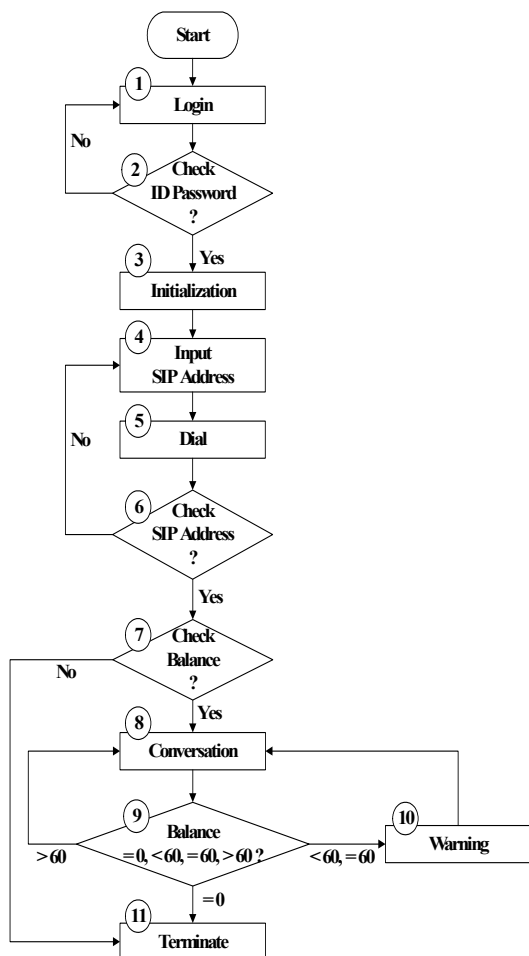 Start
1
Login
No
2
Check
ID Password
?
Yes
3
Initialization
4
Input
SIP Address
No
5
Dial
6
Check
SIP Address
?
Yes
7
Check
Balance
?
No
Yes
8
Conversation
9
Balance
=0, <60, =60, >60 ?
>60
<60, =60
10
Warning
=0
11
Terminate